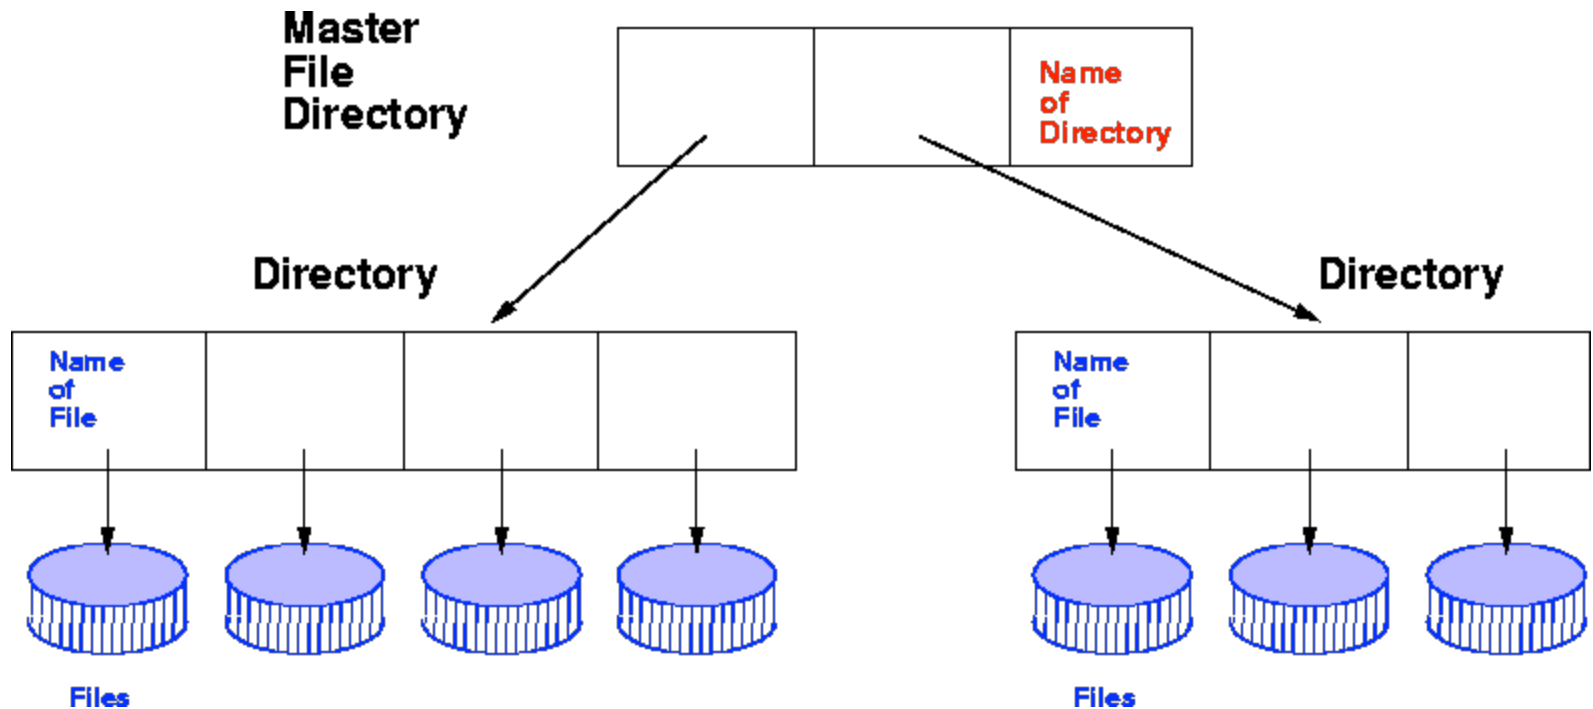 Master
File
Directory
Name
of
Directory
Directory
Directory
Name
of
File
Name
of
File
Files
Files